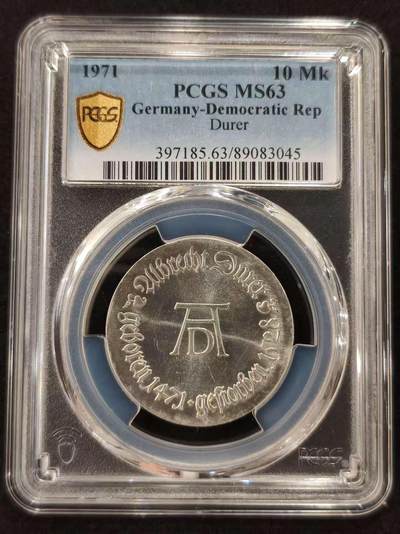 1971 10 Mk
PCGS MS63
Germany-Democratic Rep
Durer
397185.63/89083045
PCGS
Albrecht Dürer
geboren 1471 · gestorben 1528
AD
PCGS